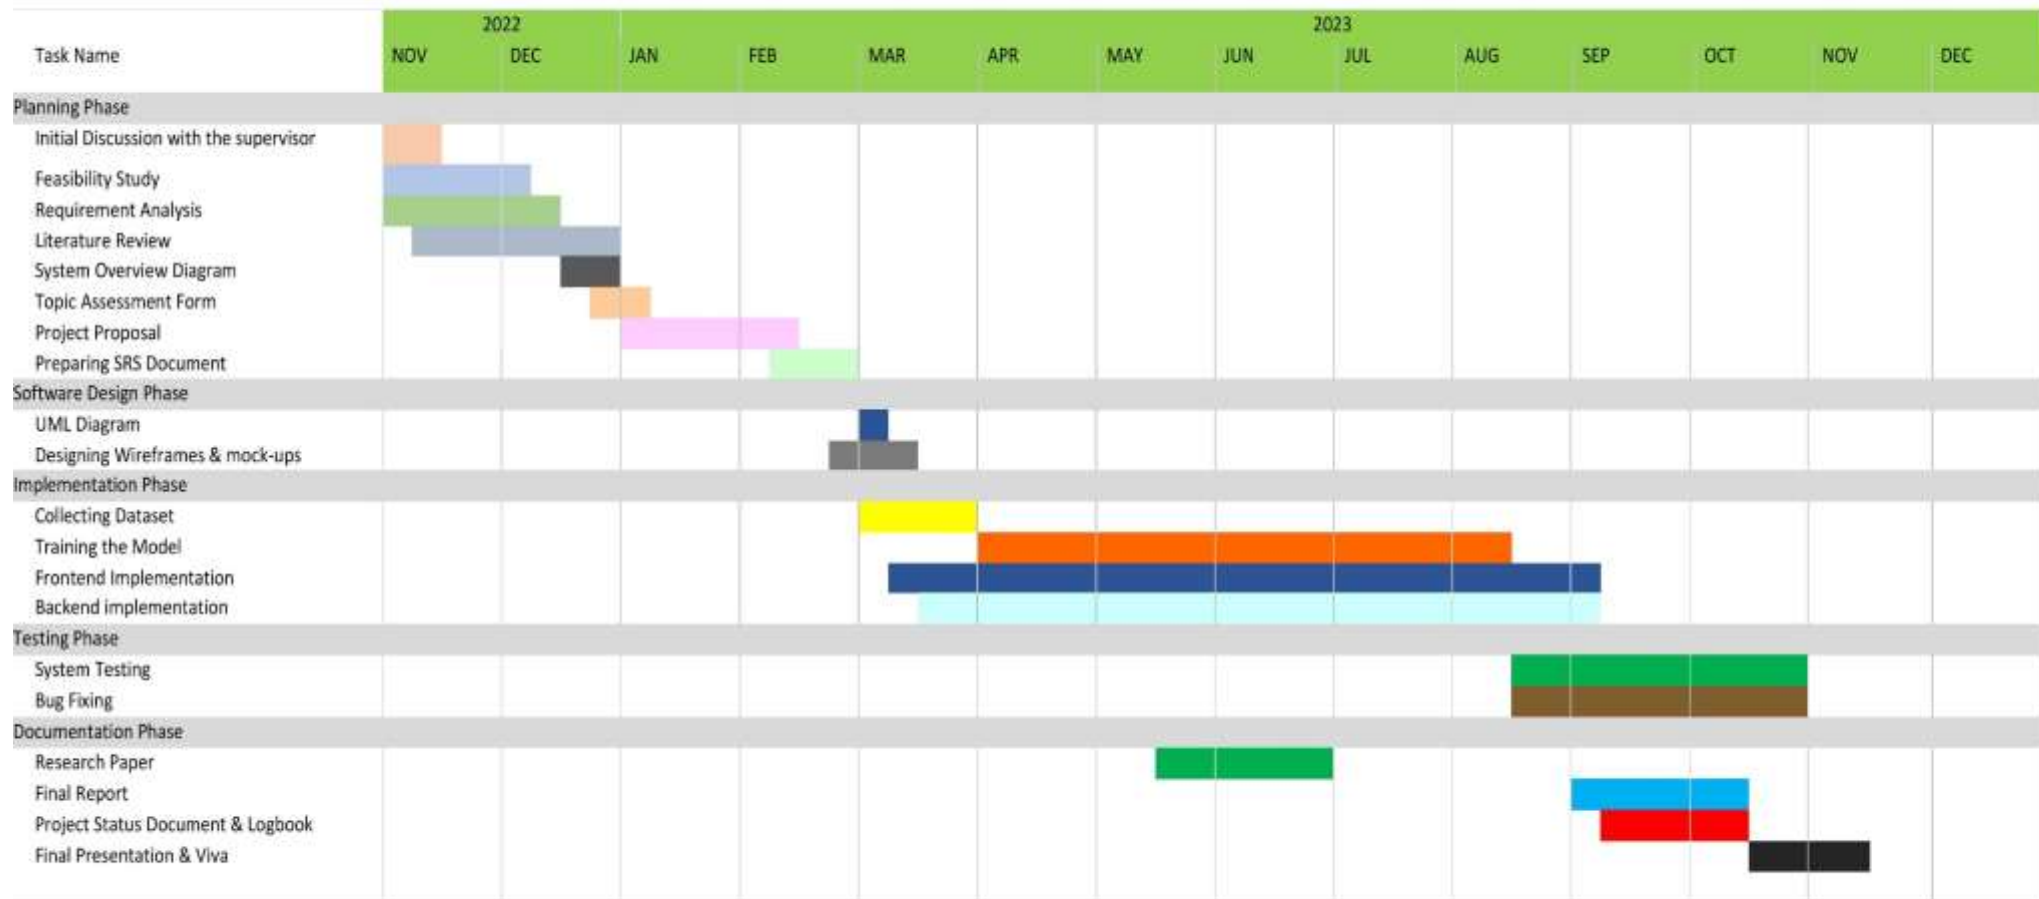 2022 2023
Task Name NOV DEC JAN FEB MAR APR MAY JUN JUL AUG SEP OCT NOV DEC
Planning Phase
Initial Discussion with the supervisor
Feasibility Study
Requirement Analysis
Literature Review
System Overview Diagram
Topic Assessment Form
Project Proposal
Preparing SRS Document
Software Design Phase
UML Diagram
Designing Wireframes & mock-ups
Implementation Phase
Collecting Dataset
Training the Model
Frontend Implementation
Backend implementation
Testing Phase
System Testing
Bug Fixing
Documentation Phase
Research Paper
Final Report
Project Status Document & Logbook
Final Presentation & Viva